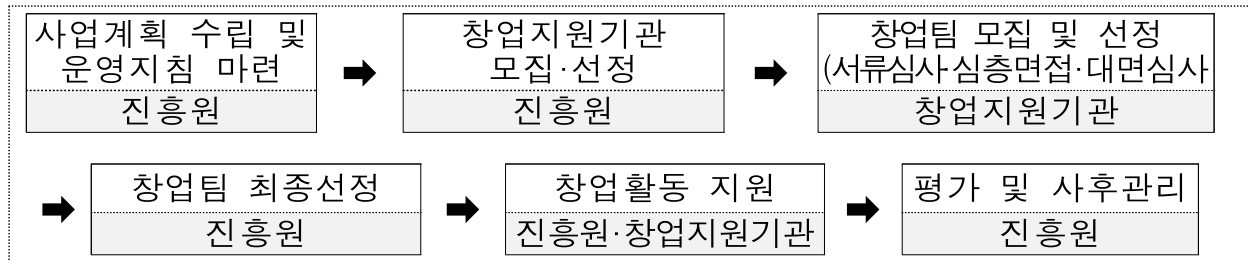 사업계획 수립 및
운영지침 마련
진흥원
➡
창업지원기관
모집·선정
진흥원
➡
창업팀 모집 및 선정
(서류심사·심층면접·대면심사
창업지원기관
➡
창업팀 최종선정
진흥원
➡
창업활동 지원
진흥원·창업지원기관
➡
평가 및 사후관리
진흥원